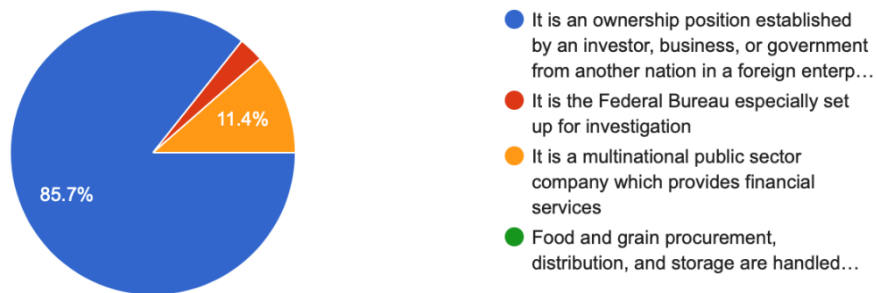 85.7%
11.4%
It is an ownership position established
by an investor, business, or government
from another nation in a foreign enterp…
It is the Federal Bureau especially set
up for investigation
It is a multinational public sector
company which provides financial
services
Food and grain procurement,
distribution, and storage are handled…